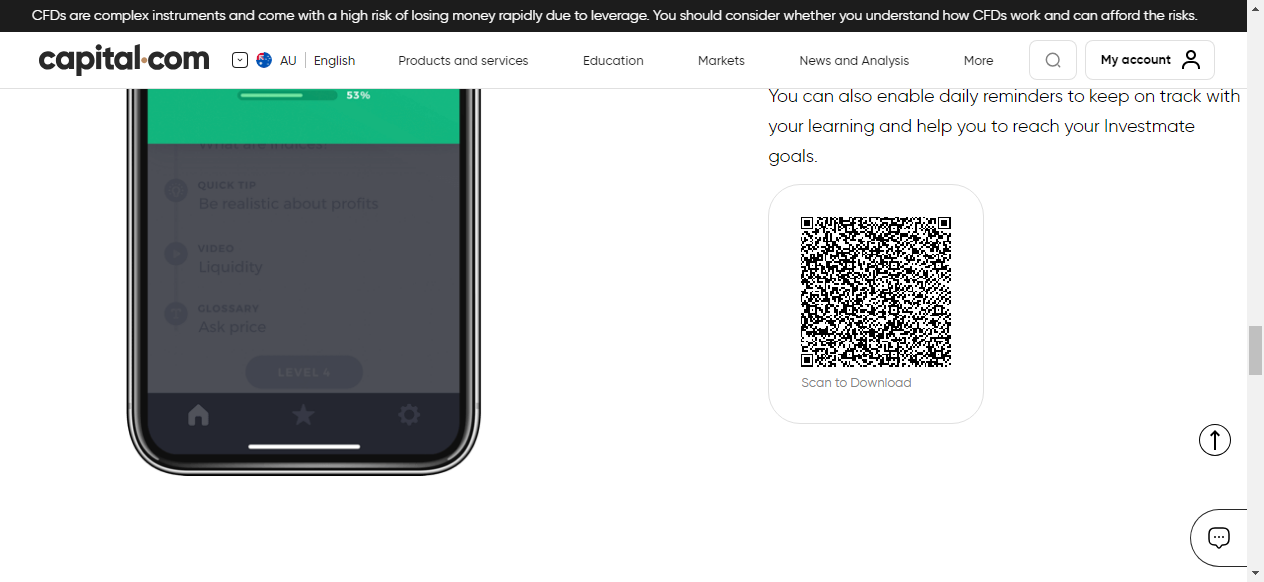 CFDs are complex instruments and come with a high risk of losing money rapidly due to leverage. You should consider whether you understand how CFDs work and can afford the risks.
capital.com AU English Products and services Education Markets News and Analysis More My account
53%
What are indices?
QUICK TIP
Be realistic about profits
VIDEO
Liquidity
GLOSSARY
Ask price
LEVEL 4
You can also enable daily reminders to keep on track with
your learning and help you to reach your Investmate
goals.
Scan to Download